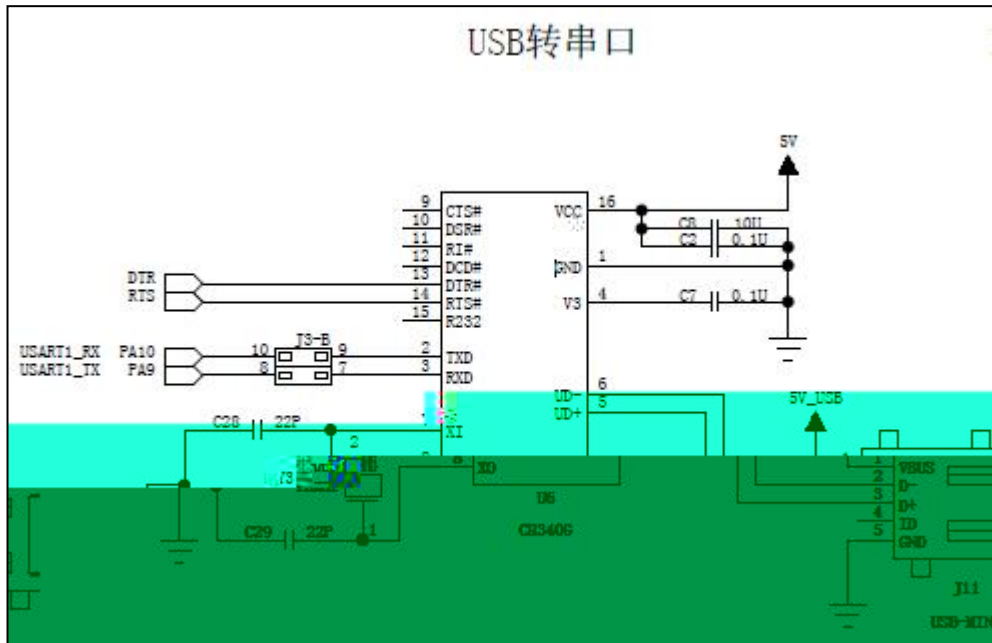 USB转串口
5V
9 CTS# VCC 16
10 DSR# C8 10U
11 RI# C2 0.1U
12 DCD# GND 1
DTR 13 DTR#
RTS 14 RTS# V3 4 C7 0.1U
15 R232
J3-B
USART1_RX PA10 10 9 2 TXD
USART1_TX PA9 8 7 3 RXD
UD- 6
UD+ 5 5V_USB
C28 22P
XI
2
XO
1 VBUS
2 D-
U6 3 D+
C29 22P 1 CH340G 4 ID
5 GND
J11
USB-MIN